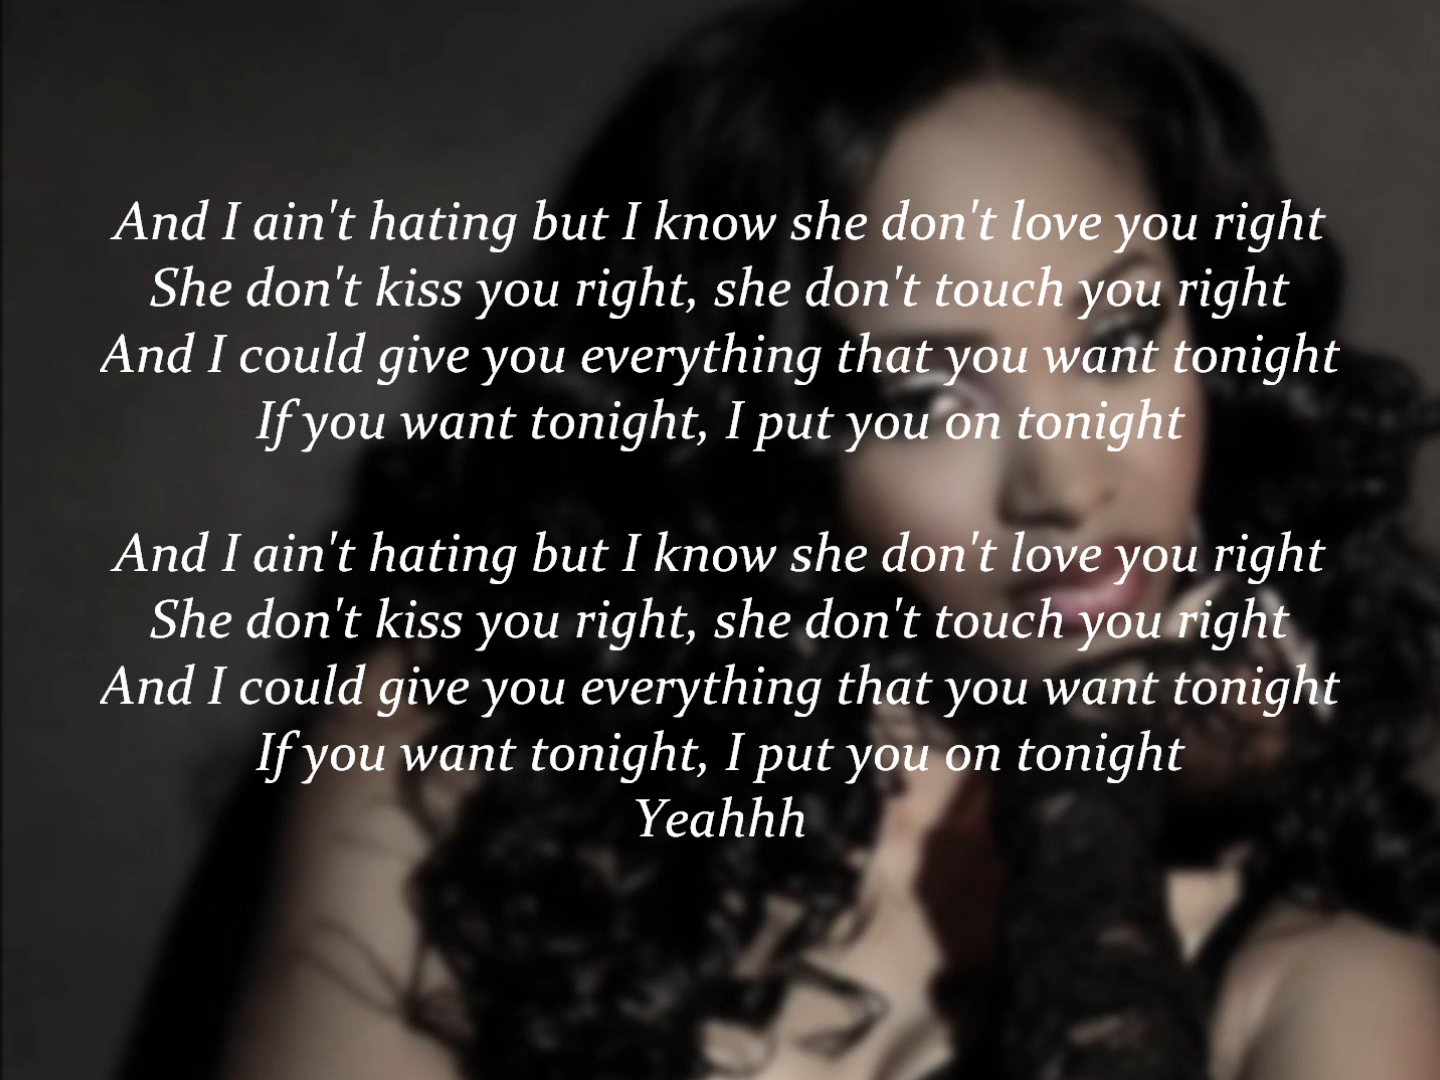 And I ain't hating but I know she don't love you right
She don't kiss you right, she don't touch you right
And I could give you everything that you want tonight
If you want tonight, I put you on tonight

And I ain't hating but I know she don't love you right
She don't kiss you right, she don't touch you right
And I could give you everything that you want tonight
If you want tonight, I put you on tonight
Yeahhh